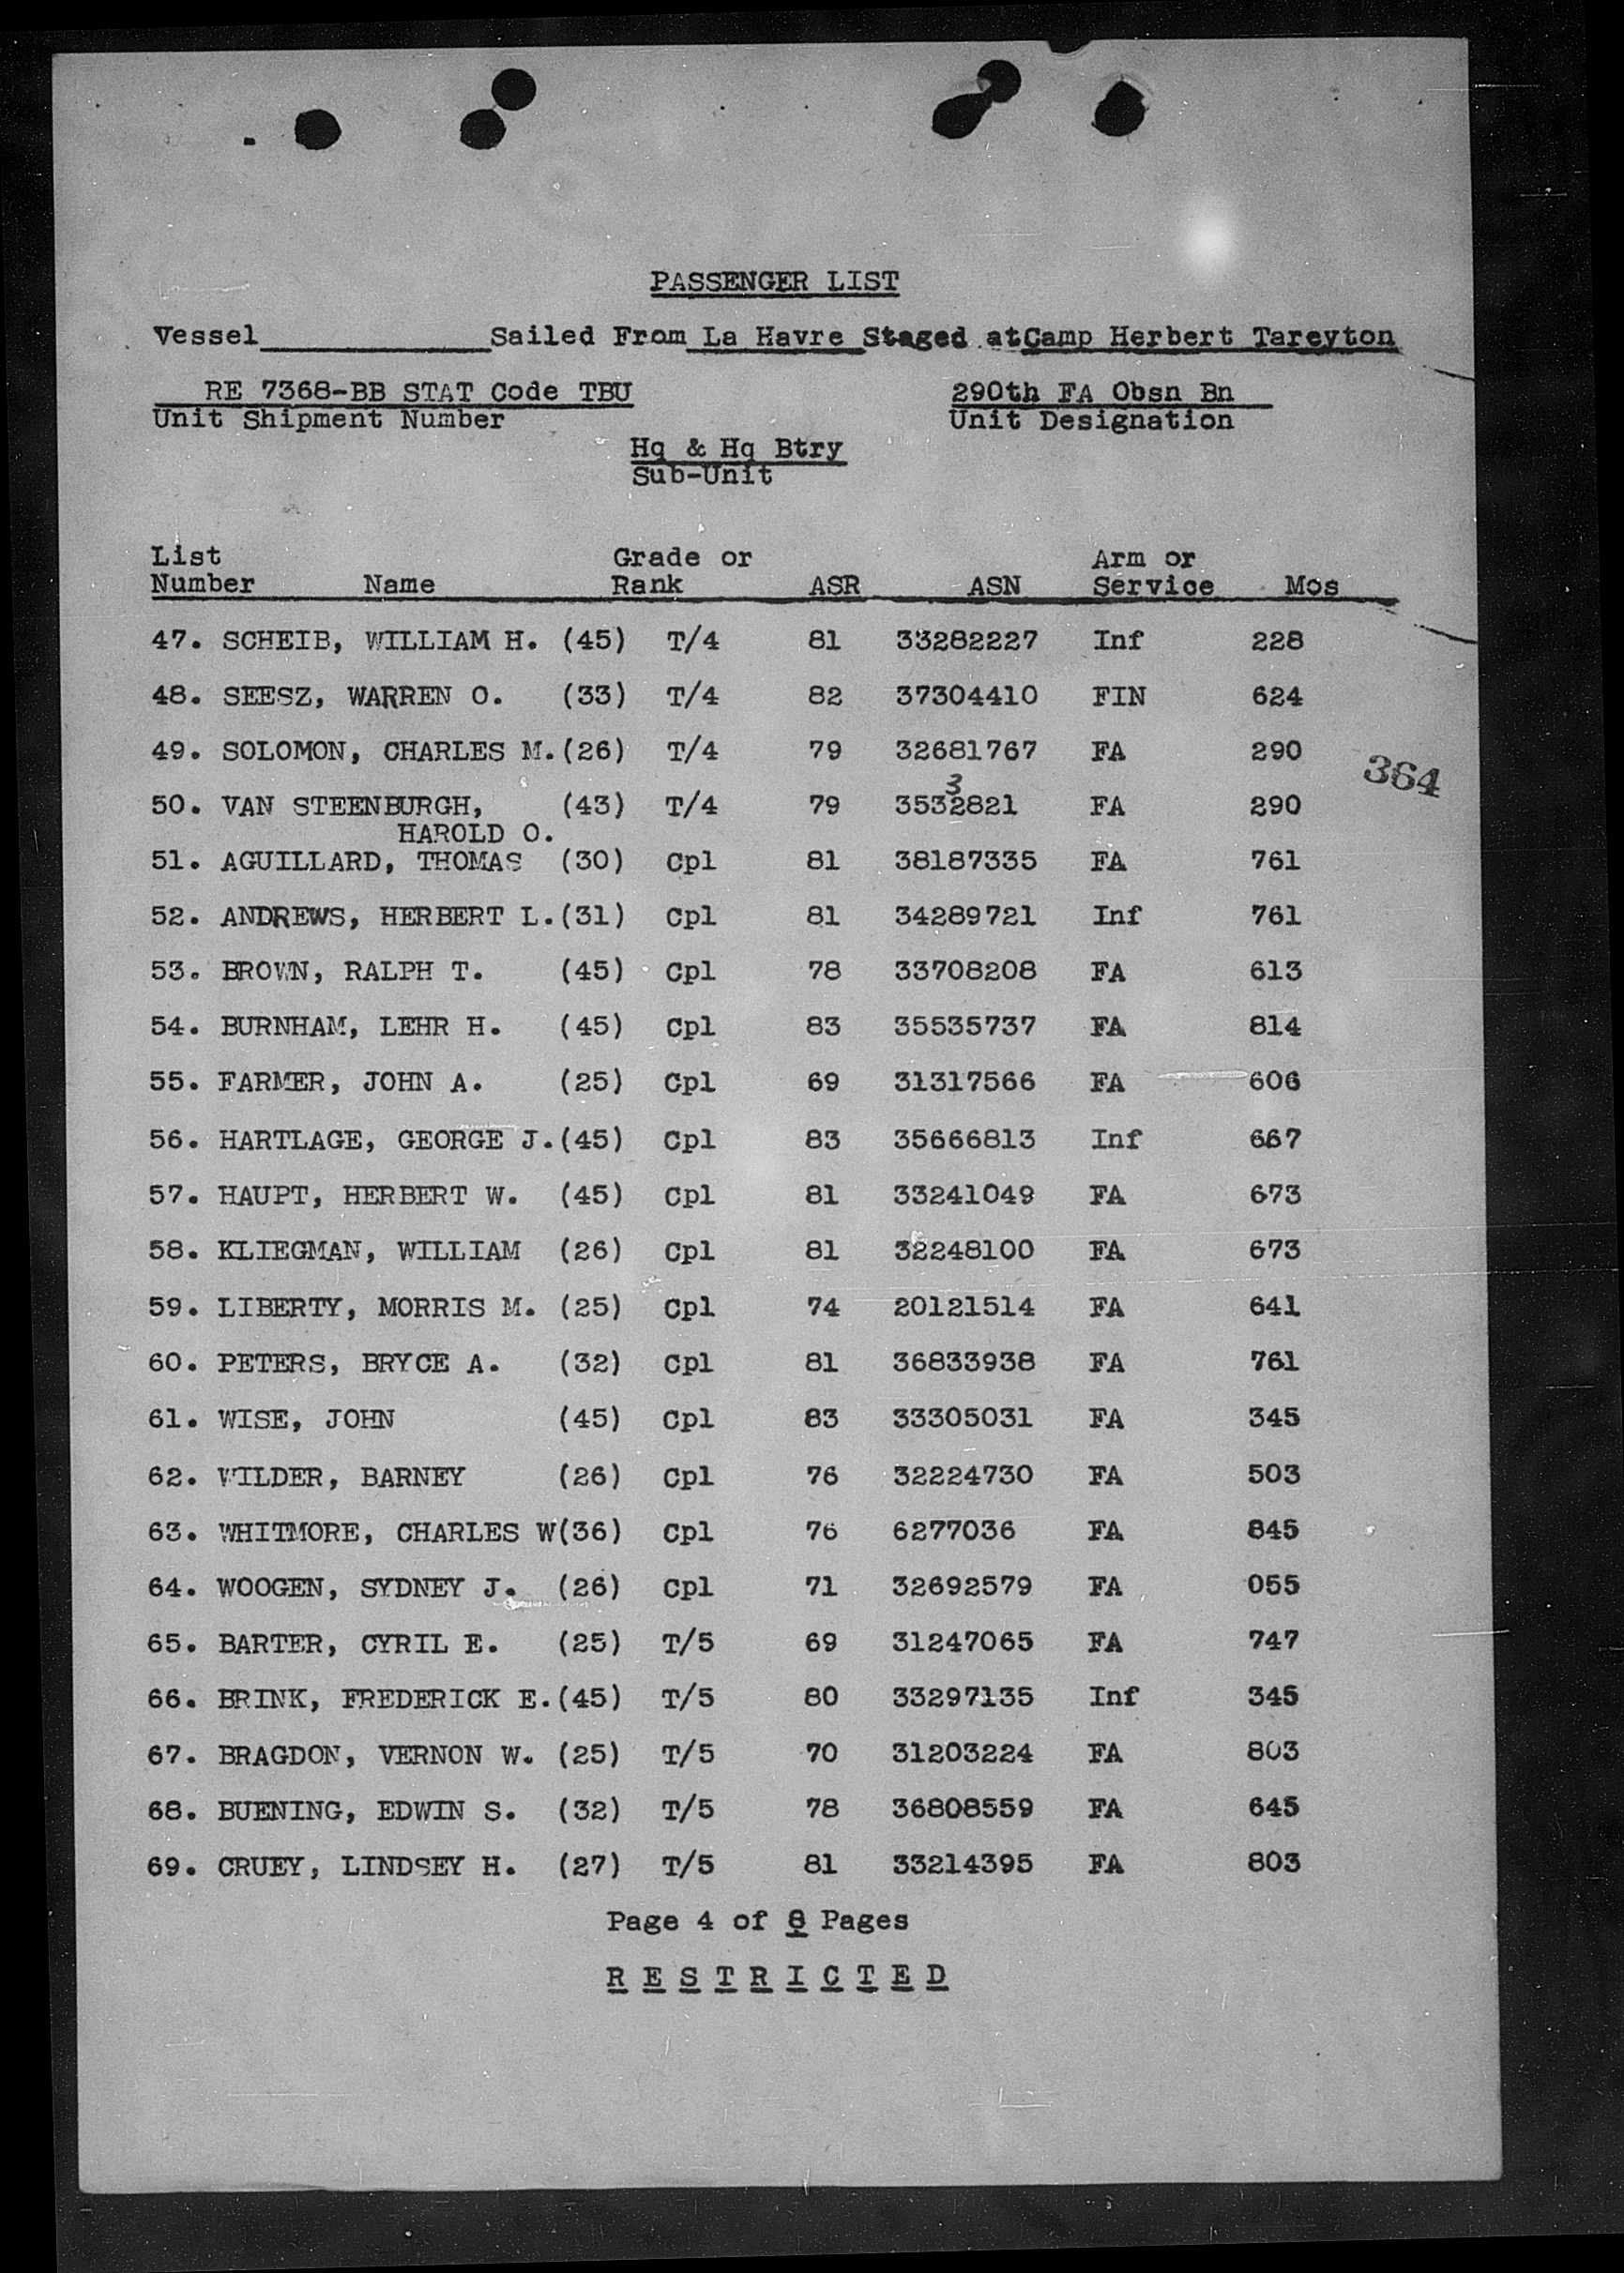 PASSENGER LIST
Vessel____________Sailed From La Havre Staged at Camp Herbert Tareyton
RE 7368-BB STAT Code TBU 290th FA Obsn Bn
Unit Shipment Number Unit Designation
Hq & Hq Btry
Sub-Unit
List Grade or Arm or
Number Name Rank ASR ASN Service Mos
47. SCHEIB, WILLIAM H. (45) T/4 81 33282227 Inf 228
48. SEESZ, WARREN O. (33) T/4 82 37304410 FIN 624
49. SOLOMON, CHARLES M.(26) T/4 79 32681767 FA 290
364
3
50. VAN STEENBURGH, (43) T/4 79 3532821 FA 290
HAROLD O.
51. AGUILLARD, THOMAS (30) Cpl 81 38187335 FA 761
52. ANDREWS, HERBERT L.(31) Cpl 81 34289721 Inf 761
53. BROWN, RALPH T. (45) Cpl 78 33708208 FA 613
54. BURNHAM, LEHR H. (45) Cpl 83 35535737 FA 814
55. FARMER, JOHN A. (25) Cpl 69 31317566 FA 606
56. HARTLAGE, GEORGE J.(45) Cpl 83 35666813 Inf 667
57. HAUPT, HERBERT W. (45) Cpl 81 33241049 FA 673
58. KLIEGMAN, WILLIAM (26) Cpl 81 32248100 FA 673
59. LIBERTY, MORRIS M. (25) Cpl 74 20121514 FA 641
60. PETERS, BRYCE A. (32) Cpl 81 36833938 FA 761
61. WISE, JOHN (45) Cpl 83 33305031 FA 345
62. WILDER, BARNEY (26) Cpl 76 32224730 FA 503
63. WHITMORE, CHARLES W(36) Cpl 76 6277036 FA 845
64. WOOGEN, SYDNEY J. (26) Cpl 71 32692579 FA 055
65. BARTER, CYRIL E. (25) T/5 69 31247065 FA 747
66. BRINK, FREDERICK E.(45) T/5 80 33297135 Inf 345
67. BRAGDON, VERNON W. (25) T/5 70 31203224 FA 803
68. BUENING, EDWIN S. (32) T/5 78 36808559 FA 645
69. CRUEY, LINDSEY H. (27) T/5 81 33214395 FA 803
Page 4 of 8 Pages
R E S T R I C T E D